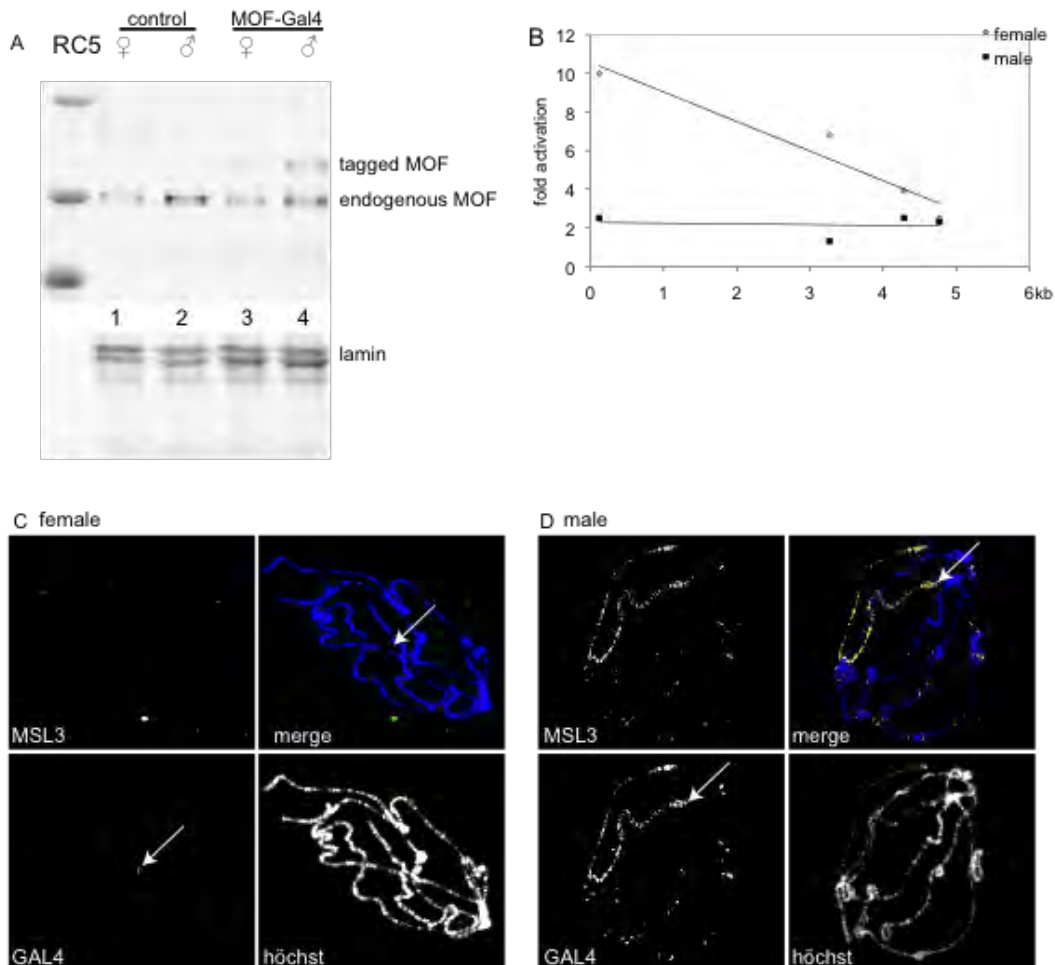 A
RC5
control
MOF-Gal4
♀ ♂ ♀ ♂
tagged MOF
endogenous MOF
1 2 3 4
lamin
B
female
male
fold activation
12
10
8
6
4
2
0
0 1 2 3 4 5 6kb
C female
MSL3
merge
GAL4
höchst
D male
MSL3
merge
GAL4
höchst